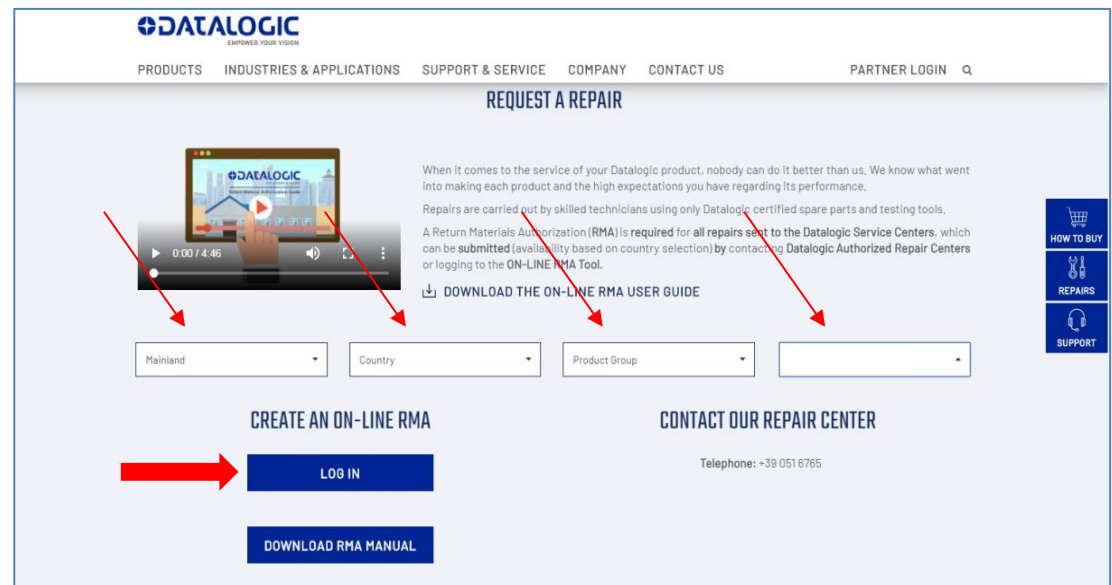 DATALOGIC
EMPOWER YOUR VISION
PRODUCTS INDUSTRIES & APPLICATIONS SUPPORT & SERVICE COMPANY CONTACT US PARTNER LOGIN
REQUEST A REPAIR
DATALOGIC
0:00 / 4:46
When it comes to the service of your Datalogic product, nobody can do it better than us. We know what went
into making each product and the high expectations you have regarding its performance.
Repairs are carried out by skilled technicians using only Datalogic certified spare parts and testing tools.
A Return Materials Authorization (RMA) is required for all repairs sent to the Datalogic Service Centers, which
can be submitted (availability based on country selection) by contacting Datalogic Authorized Repair Centers
or logging to the ON-LINE RMA Tool.
DOWNLOAD THE ON-LINE RMA USER GUIDE
HOW TO BUY
REPAIRS
SUPPORT
Mainland Country Product Group
CREATE AN ON-LINE RMA
LOG IN
DOWNLOAD RMA MANUAL
CONTACT OUR REPAIR CENTER
Telephone: +39 051 6765